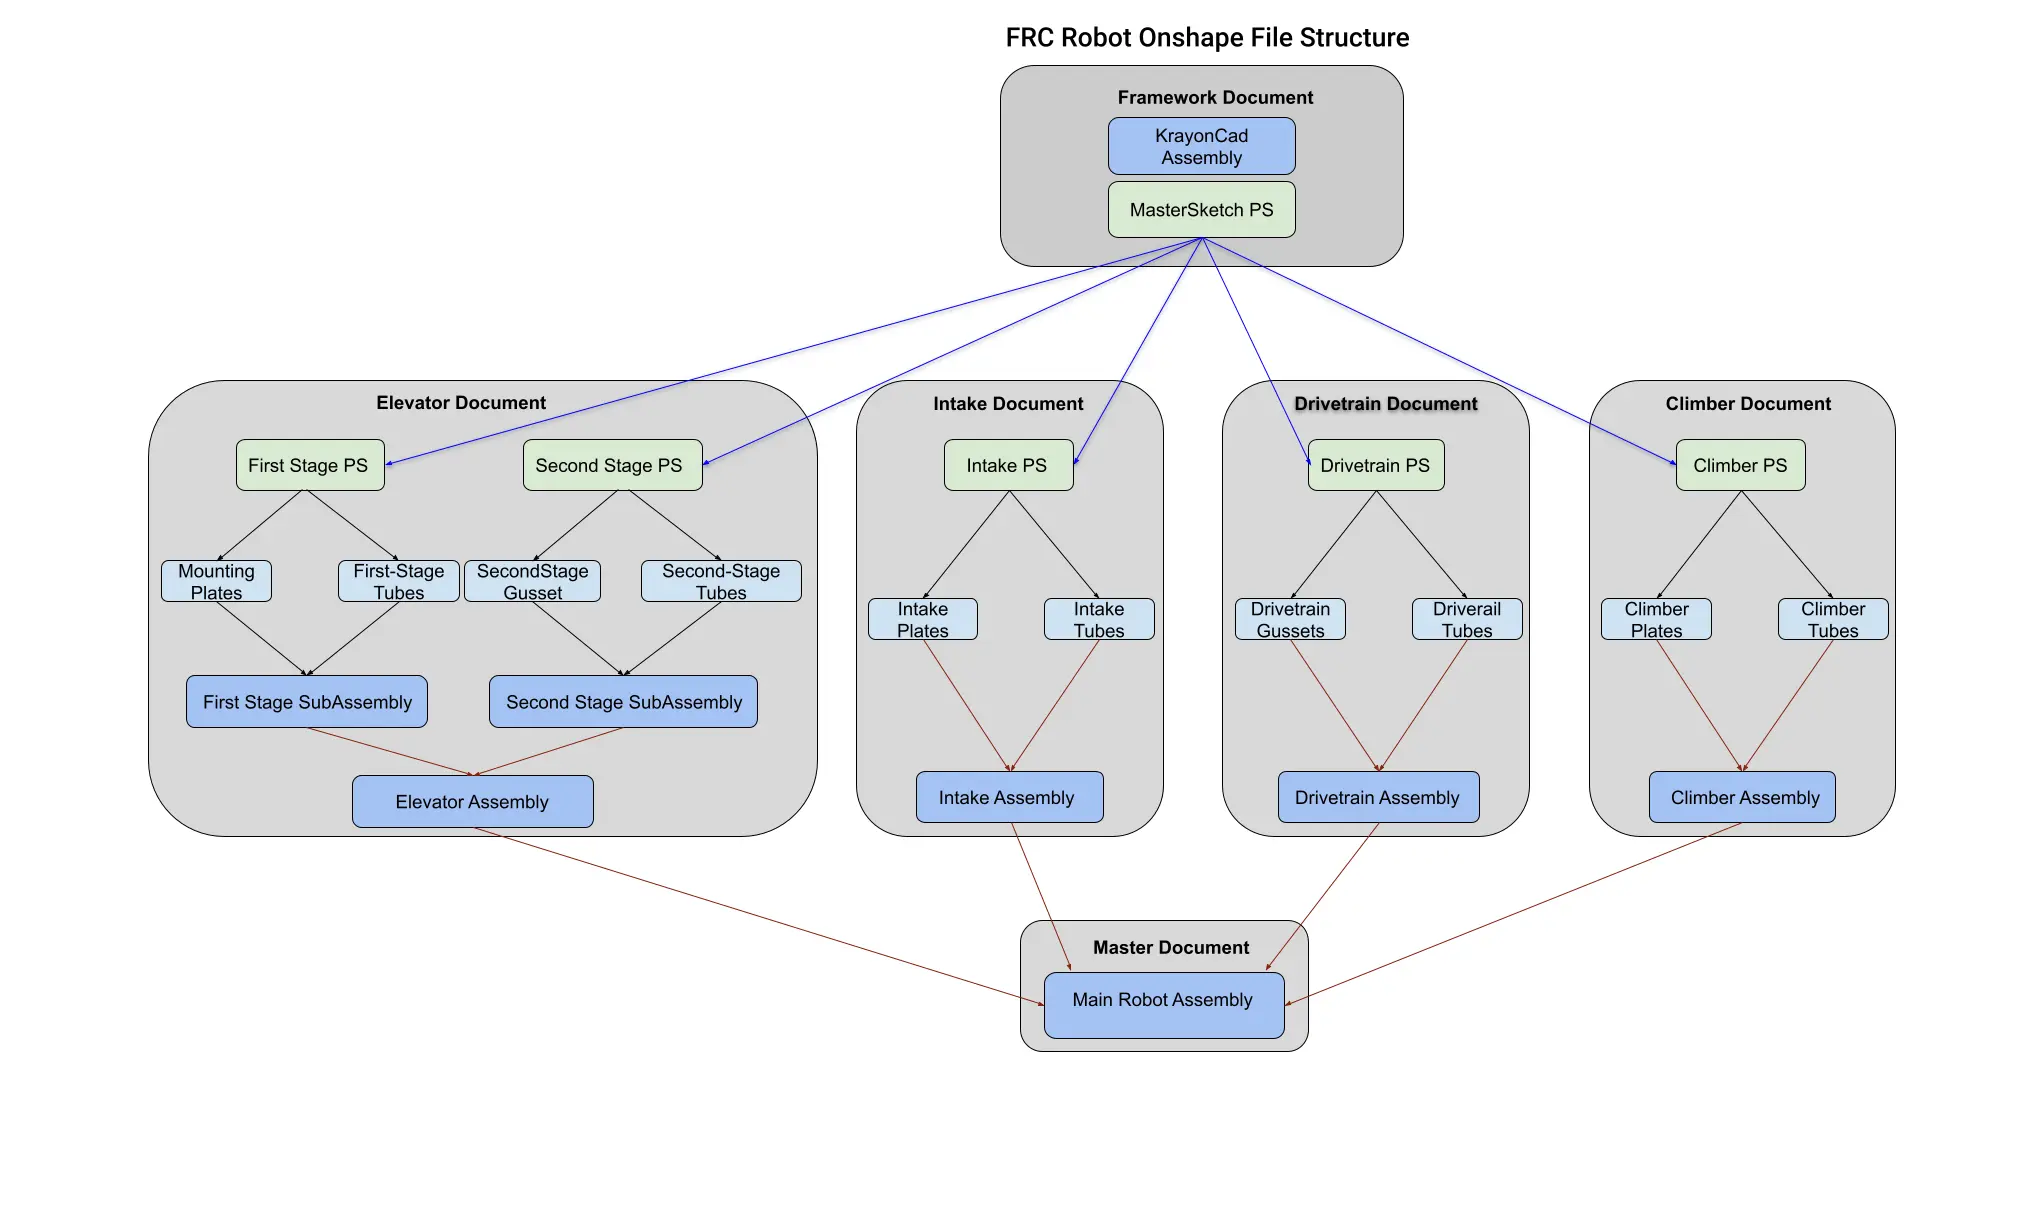 FRC Robot Onshape File Structure
Framework Document
KrayonCad
Assembly
MasterSketch PS
Elevator Document
First Stage PS
Second Stage PS
Mounting
Plates
First-Stage
Tubes
SecondStage
Gusset
Second-Stage
Tubes
First Stage SubAssembly
Second Stage SubAssembly
Elevator Assembly
Intake Document
Intake PS
Intake
Plates
Intake
Tubes
Intake Assembly
Drivetrain Document
Drivetrain PS
Drivetrain
Gussets
Driverail
Tubes
Drivetrain Assembly
Climber Document
Climber PS
Climber
Plates
Climber
Tubes
Climber Assembly
Master Document
Main Robot Assembly